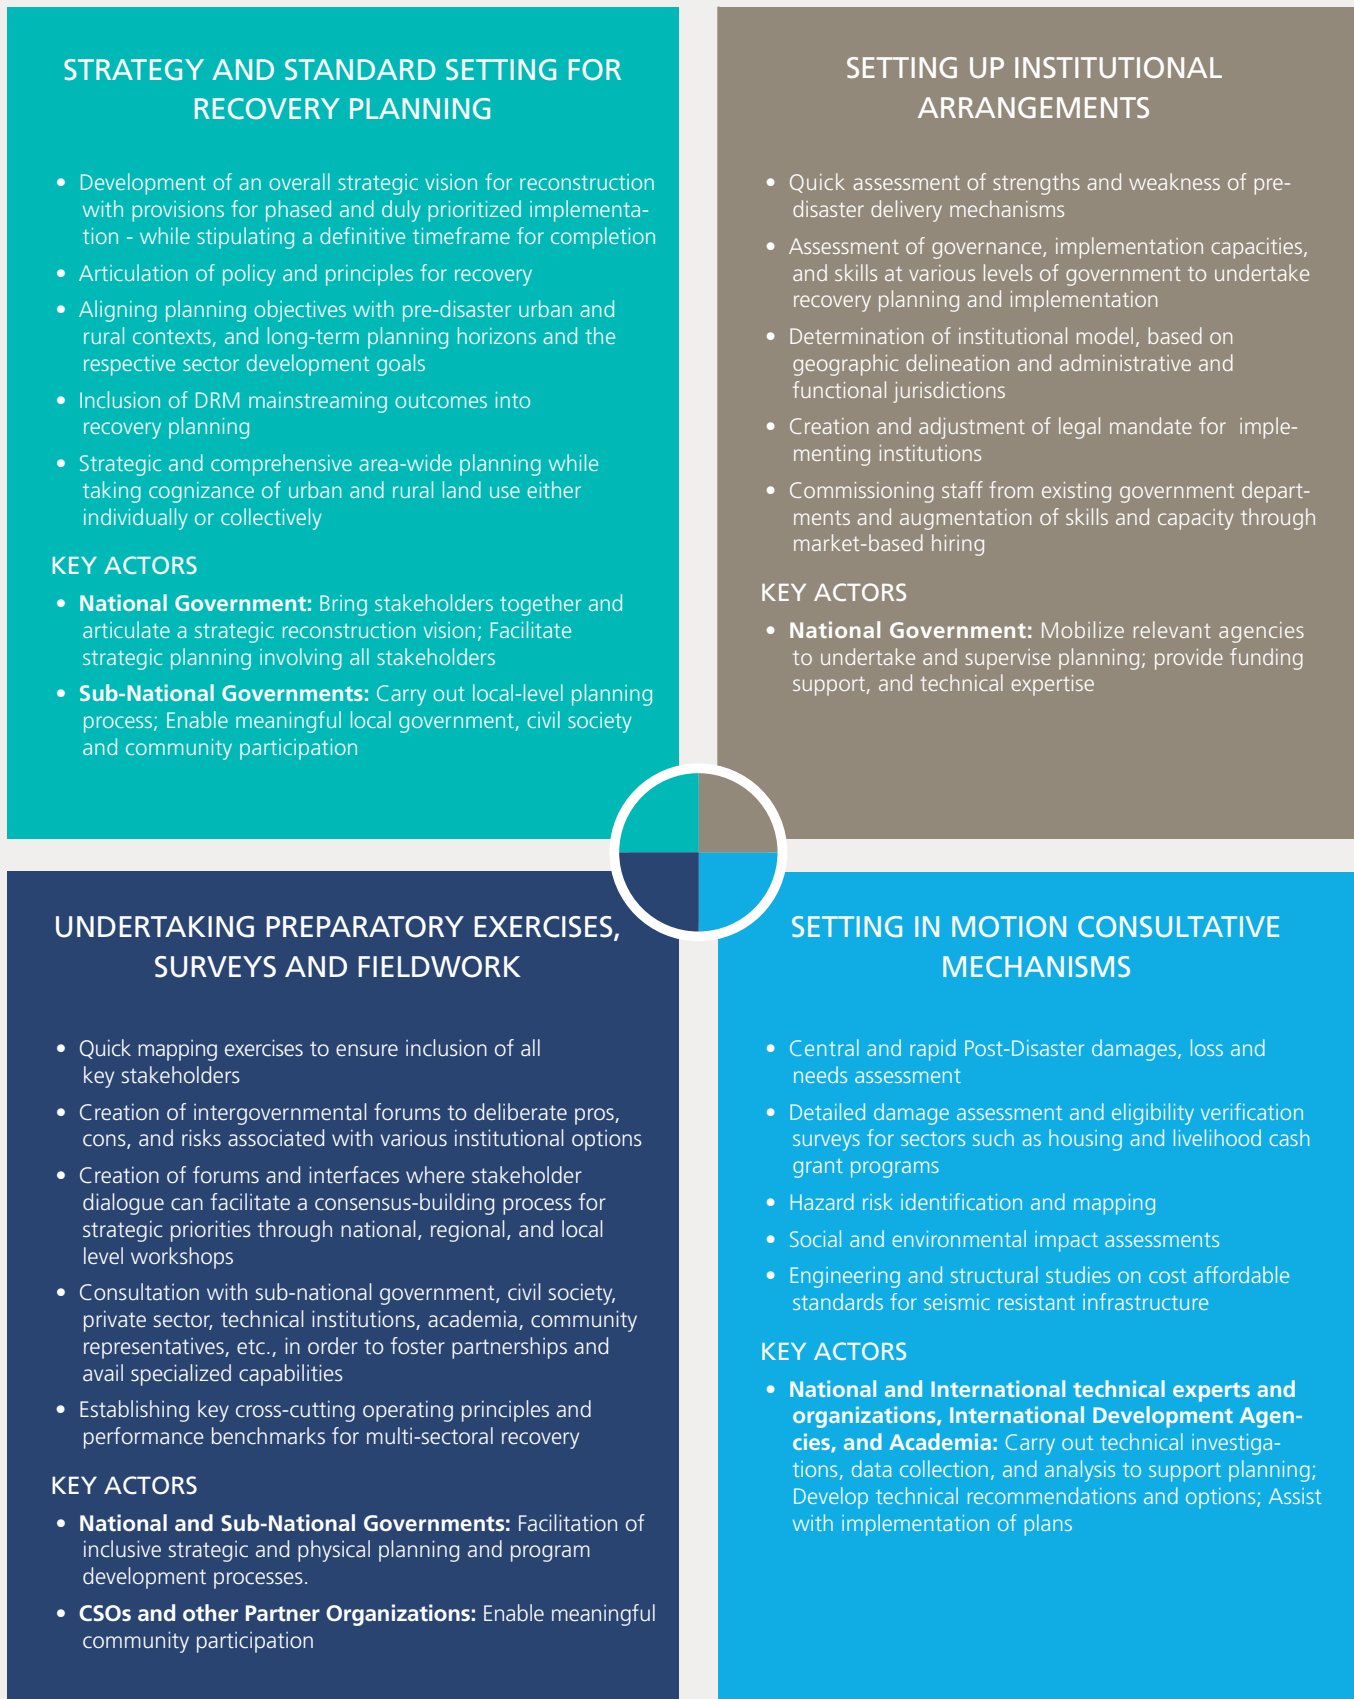 STRATEGY AND STANDARD SETTING FOR
RECOVERY PLANNING
• Development of an overall strategic vision for reconstruction
with provisions for phased and duly prioritized implementa-
tion - while stipulating a definitive timeframe for completion
• Articulation of policy and principles for recovery
• Aligning planning objectives with pre-disaster urban and
rural contexts, and long-term planning horizons and the
respective sector development goals
• Inclusion of DRM mainstreaming outcomes into
recovery planning
• Strategic and comprehensive area-wide planning while
taking cognizance of urban and rural land use either
individually or collectively
KEY ACTORS
• National Government: Bring stakeholders together and
articulate a strategic reconstruction vision; Facilitate
strategic planning involving all stakeholders
• Sub-National Governments: Carry out local-level planning
process; Enable meaningful local government, civil society
and community participation
SETTING UP INSTITUTIONAL
ARRANGEMENTS
• Quick assessment of strengths and weakness of pre-
disaster delivery mechanisms
• Assessment of governance, implementation capacities,
and skills at various levels of government to undertake
recovery planning and implementation
• Determination of institutional model, based on
geographic delineation and administrative and
functional jurisdictions
• Creation and adjustment of legal mandate for imple-
menting institutions
• Commissioning staff from existing government depart-
ments and augmentation of skills and capacity through
market-based hiring
KEY ACTORS
• National Government: Mobilize relevant agencies
to undertake and supervise planning; provide funding
support, and technical expertise
UNDERTAKING PREPARATORY EXERCISES,
SURVEYS AND FIELDWORK
• Quick mapping exercises to ensure inclusion of all
key stakeholders
• Creation of intergovernmental forums to deliberate pros,
cons, and risks associated with various institutional options
• Creation of forums and interfaces where stakeholder
dialogue can facilitate a consensus-building process for
strategic priorities through national, regional, and local
level workshops
• Consultation with sub-national government, civil society,
private sector, technical institutions, academia, community
representatives, etc., in order to foster partnerships and
avail specialized capabilities
• Establishing key cross-cutting operating principles and
performance benchmarks for multi-sectoral recovery
KEY ACTORS
• National and Sub-National Governments: Facilitation of
inclusive strategic and physical planning and program
development processes.
• CSOs and other Partner Organizations: Enable meaningful
community participation
SETTING IN MOTION CONSULTATIVE
MECHANISMS
• Central and rapid Post-Disaster damages, loss and
needs assessment
• Detailed damage assessment and eligibility verification
surveys for sectors such as housing and livelihood cash
grant programs
• Hazard risk identification and mapping
• Social and environmental impact assessments
• Engineering and structural studies on cost affordable
standards for seismic resistant infrastructure
KEY ACTORS
• National and International technical experts and
organizations, International Development Agen-
cies, and Academia: Carry out technical investiga-
tions, data collection, and analysis to support planning;
Develop technical recommendations and options; Assist
with implementation of plans